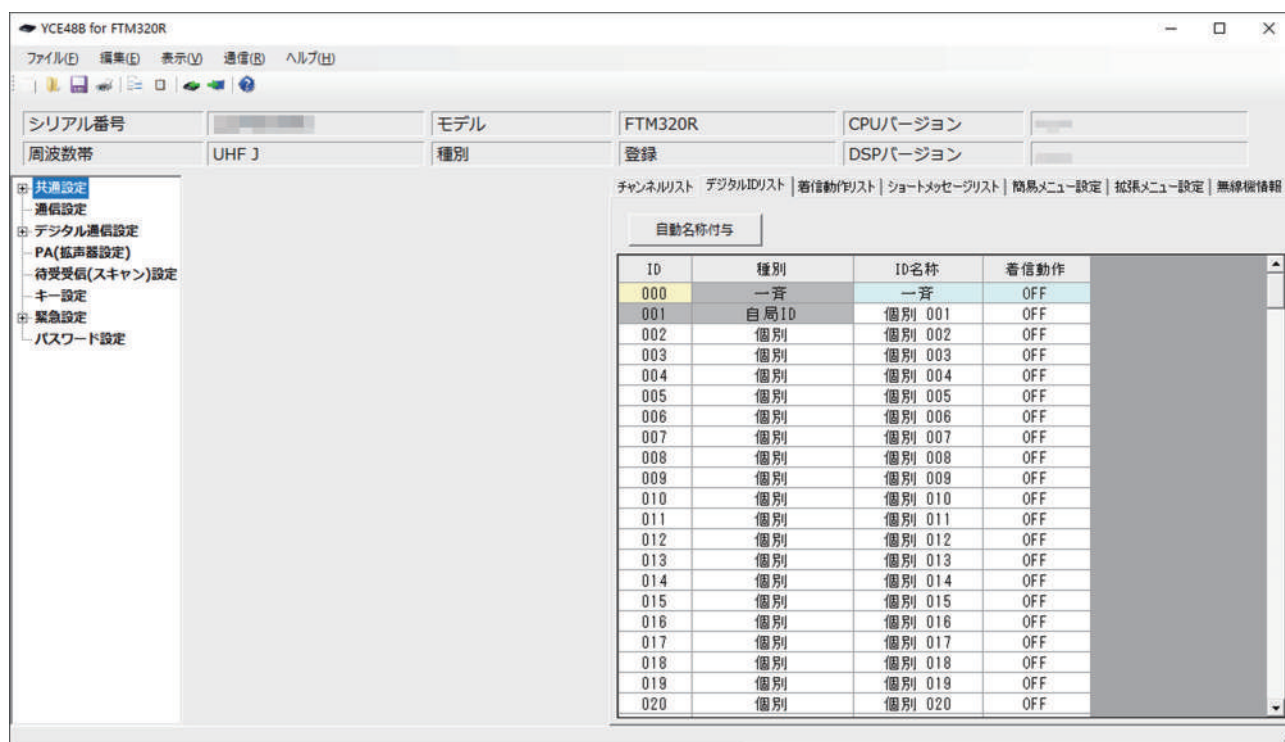 YCE48B for FTM320R
ファイル(F) 編集(E) 表示(V) 通信(R) ヘルプ(H)
シリアル番号 モデル FTM320R CPUバージョン
周波数帯 UHF J 種別 登録 DSPバージョン
共通設定
通信設定
デジタル通信設定
PA(拡声器設定)
待受受信(スキャン)設定
キー設定
緊急設定
パスワード設定
チャンネルリスト デジタルIDリスト 着信動作リスト ショートメッセージリスト 簡易メニュー設定 拡張メニュー設定 無線機情報
自動名称付与
ID 種別 ID名称 着信動作
000 一斉 一斉 OFF
001 自局ID 個別 001 OFF
002 個別 個別 002 OFF
003 個別 個別 003 OFF
004 個別 個別 004 OFF
005 個別 個別 005 OFF
006 個別 個別 006 OFF
007 個別 個別 007 OFF
008 個別 個別 008 OFF
009 個別 個別 009 OFF
010 個別 個別 010 OFF
011 個別 個別 011 OFF
012 個別 個別 012 OFF
013 個別 個別 013 OFF
014 個別 個別 014 OFF
015 個別 個別 015 OFF
016 個別 個別 016 OFF
017 個別 個別 017 OFF
018 個別 個別 018 OFF
019 個別 個別 019 OFF
020 個別 個別 020 OFF